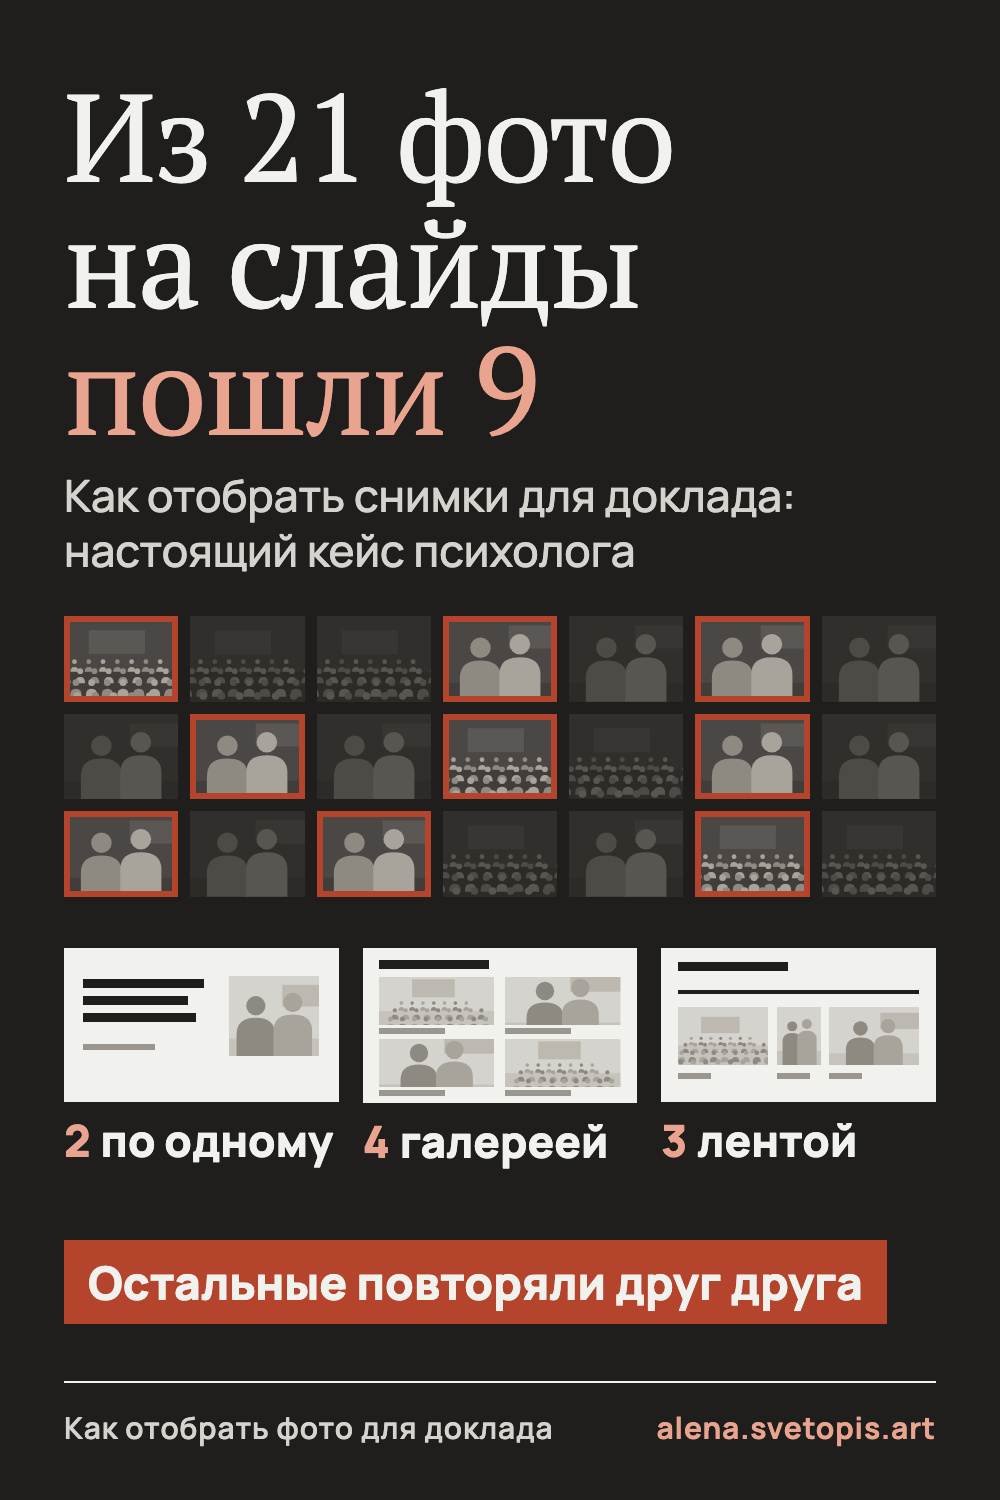 Из 21 фото
на слайды
пошли 9
Как отобрать снимки для доклада:
настоящий кейс психолога
2 по одному
4 галереей
3 лентой
Остальные повторяли друг друга
Как отобрать фото для доклада
alena.svetopis.art